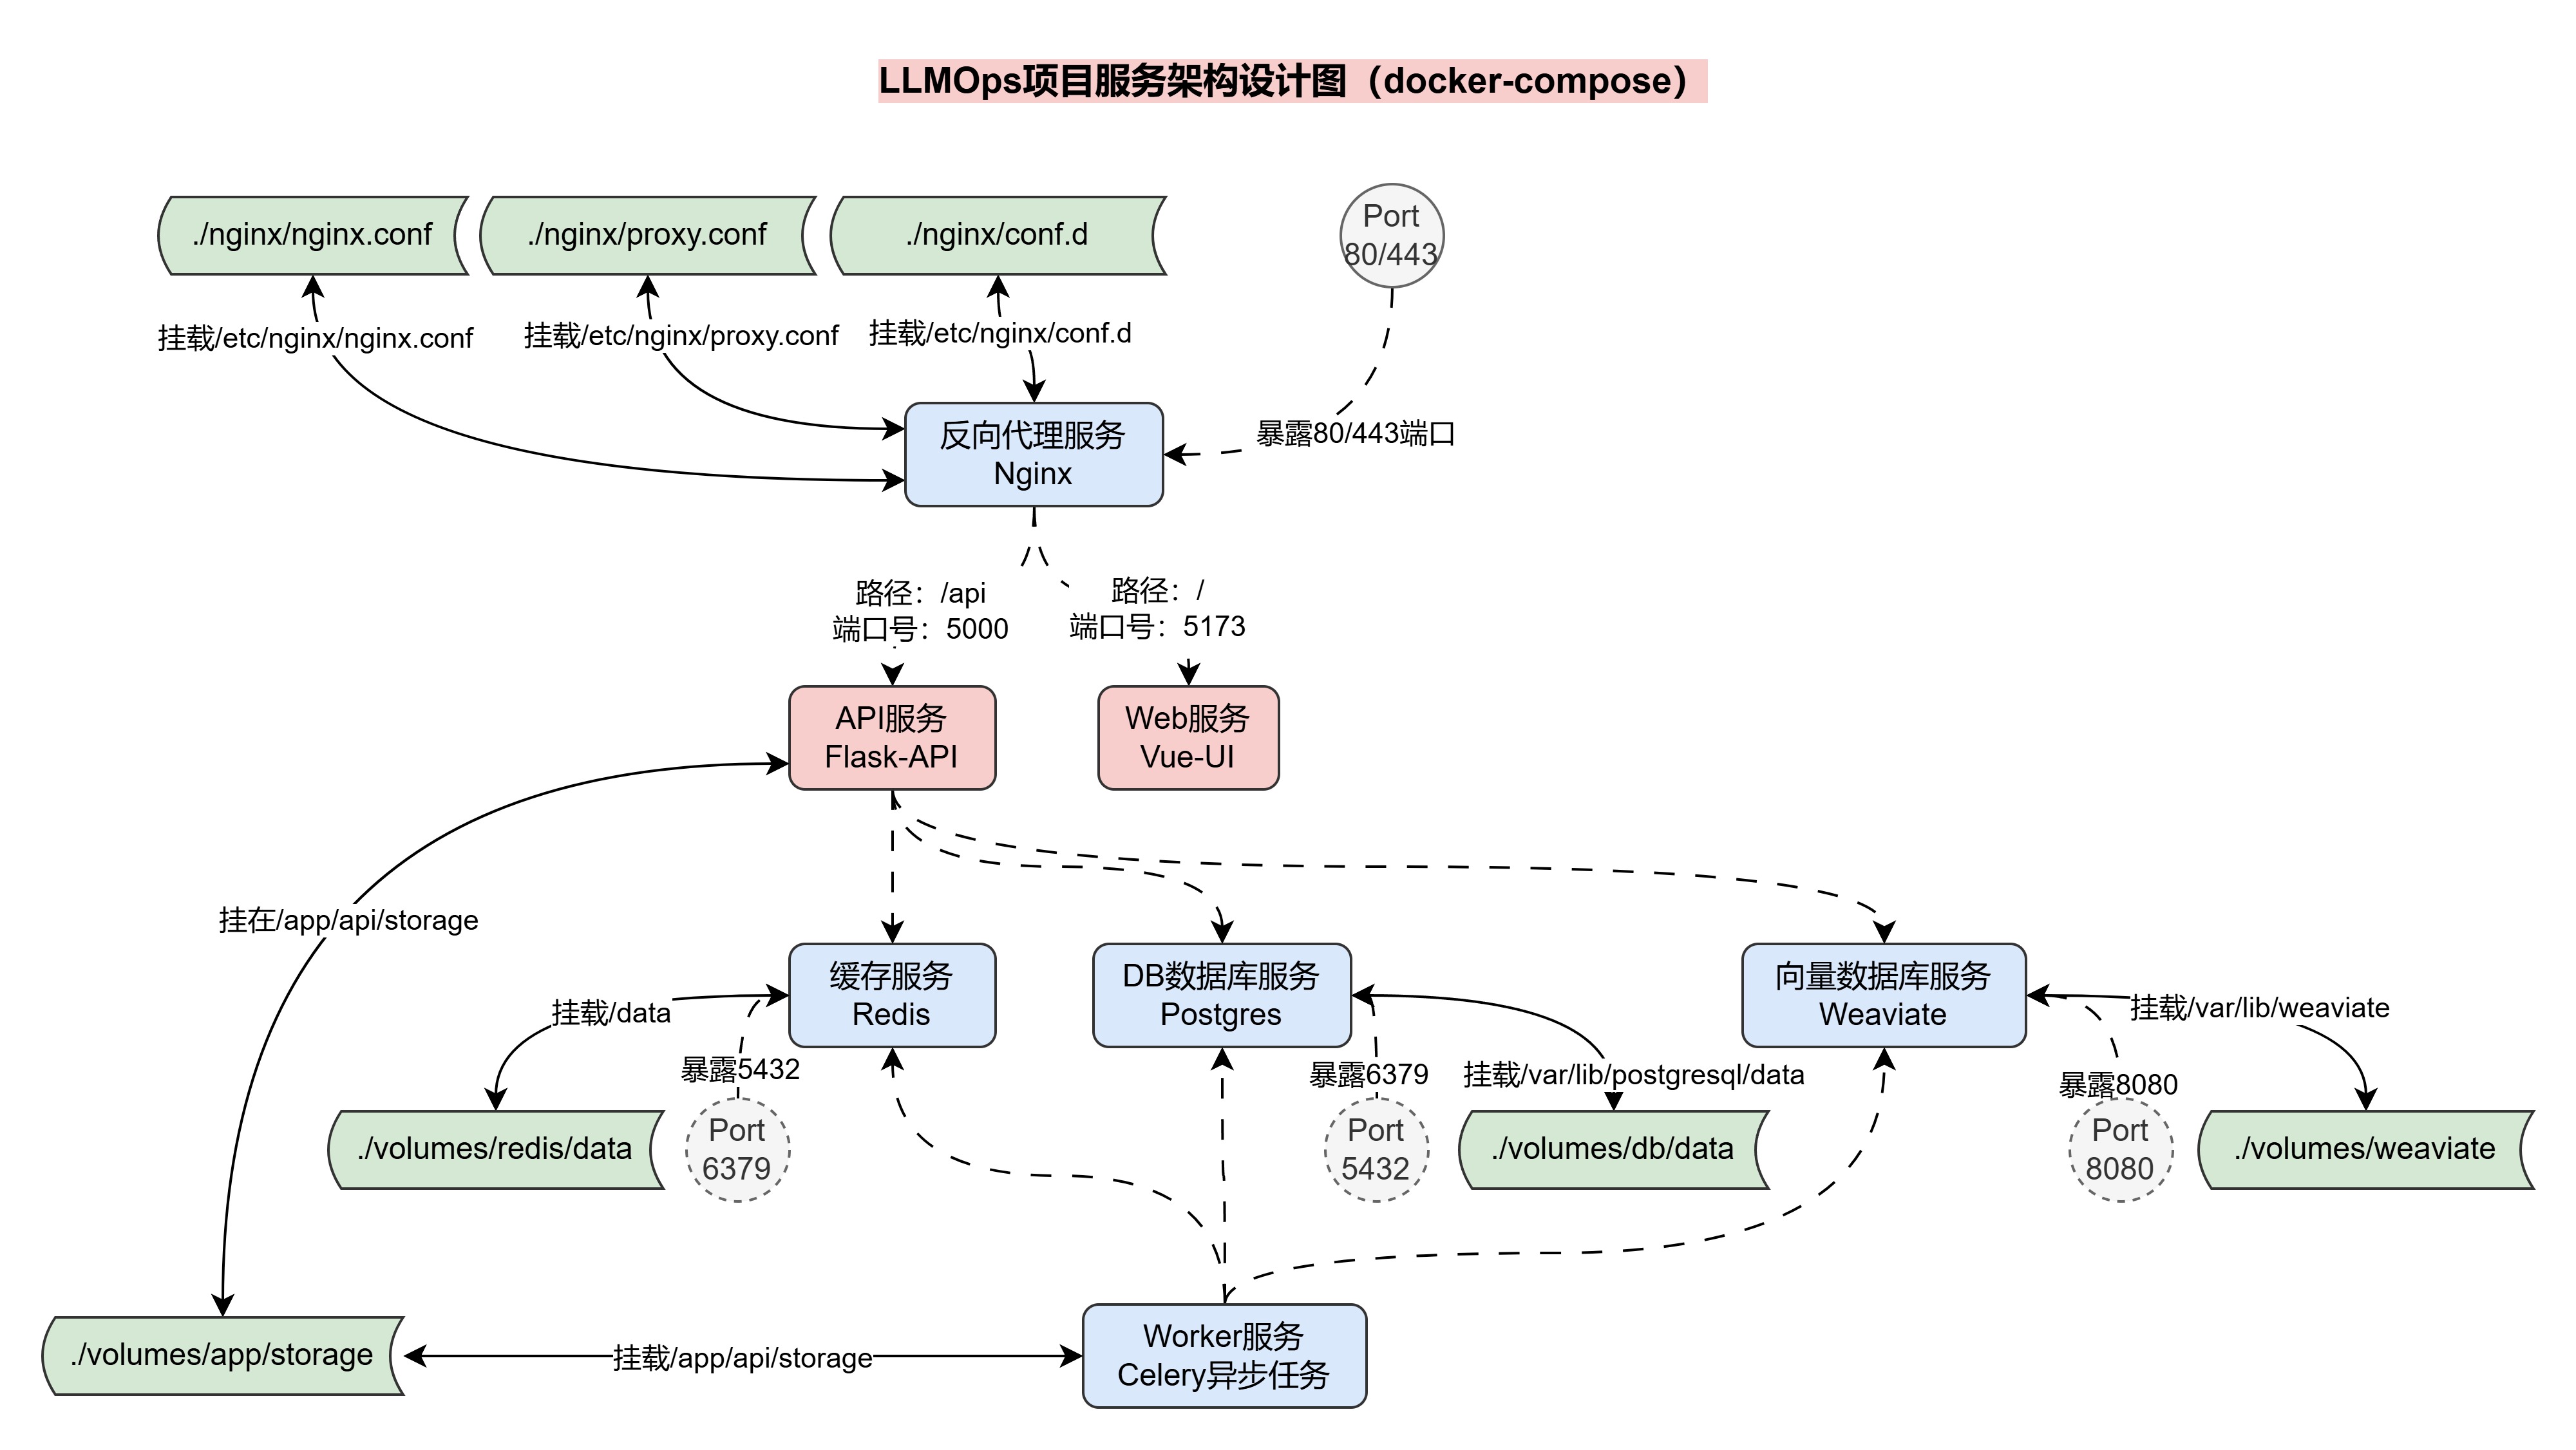 LLMOps项目服务架构设计图（docker-compose）
./nginx/nginx.conf
./nginx/proxy.conf
./nginx/conf.d
Port
80/443
挂载/etc/nginx/nginx.conf
挂载/etc/nginx/proxy.conf
挂载/etc/nginx/conf.d
暴露80/443端口
反向代理服务
Nginx
路径：/api
端口号：5000
路径：/
端口号：5173
API服务
Flask-API
Web服务
Vue-UI
挂在/app/api/storage
缓存服务
Redis
DB数据库服务
Postgres
向量数据库服务
Weaviate
挂载/data
暴露5432
暴露6379
挂载/var/lib/postgresql/data
挂载/var/lib/weaviate
暴露8080
./volumes/redis/data
Port
6379
Port
5432
./volumes/db/data
Port
8080
./volumes/weaviate
./volumes/app/storage
挂载/app/api/storage
Worker服务
Celery异步任务